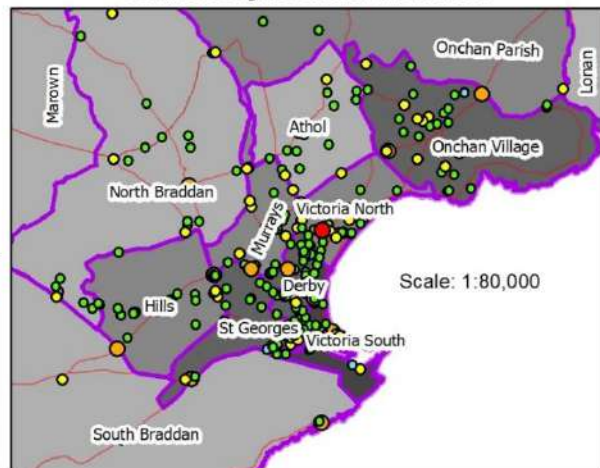 Onchan Parish
Marown
Lonan
Athol
Onchan Village
North Braddan
Victoria North
Murrays
Derby
Scale: 1:80,000
Hills
St Georges
Victoria South
South Braddan